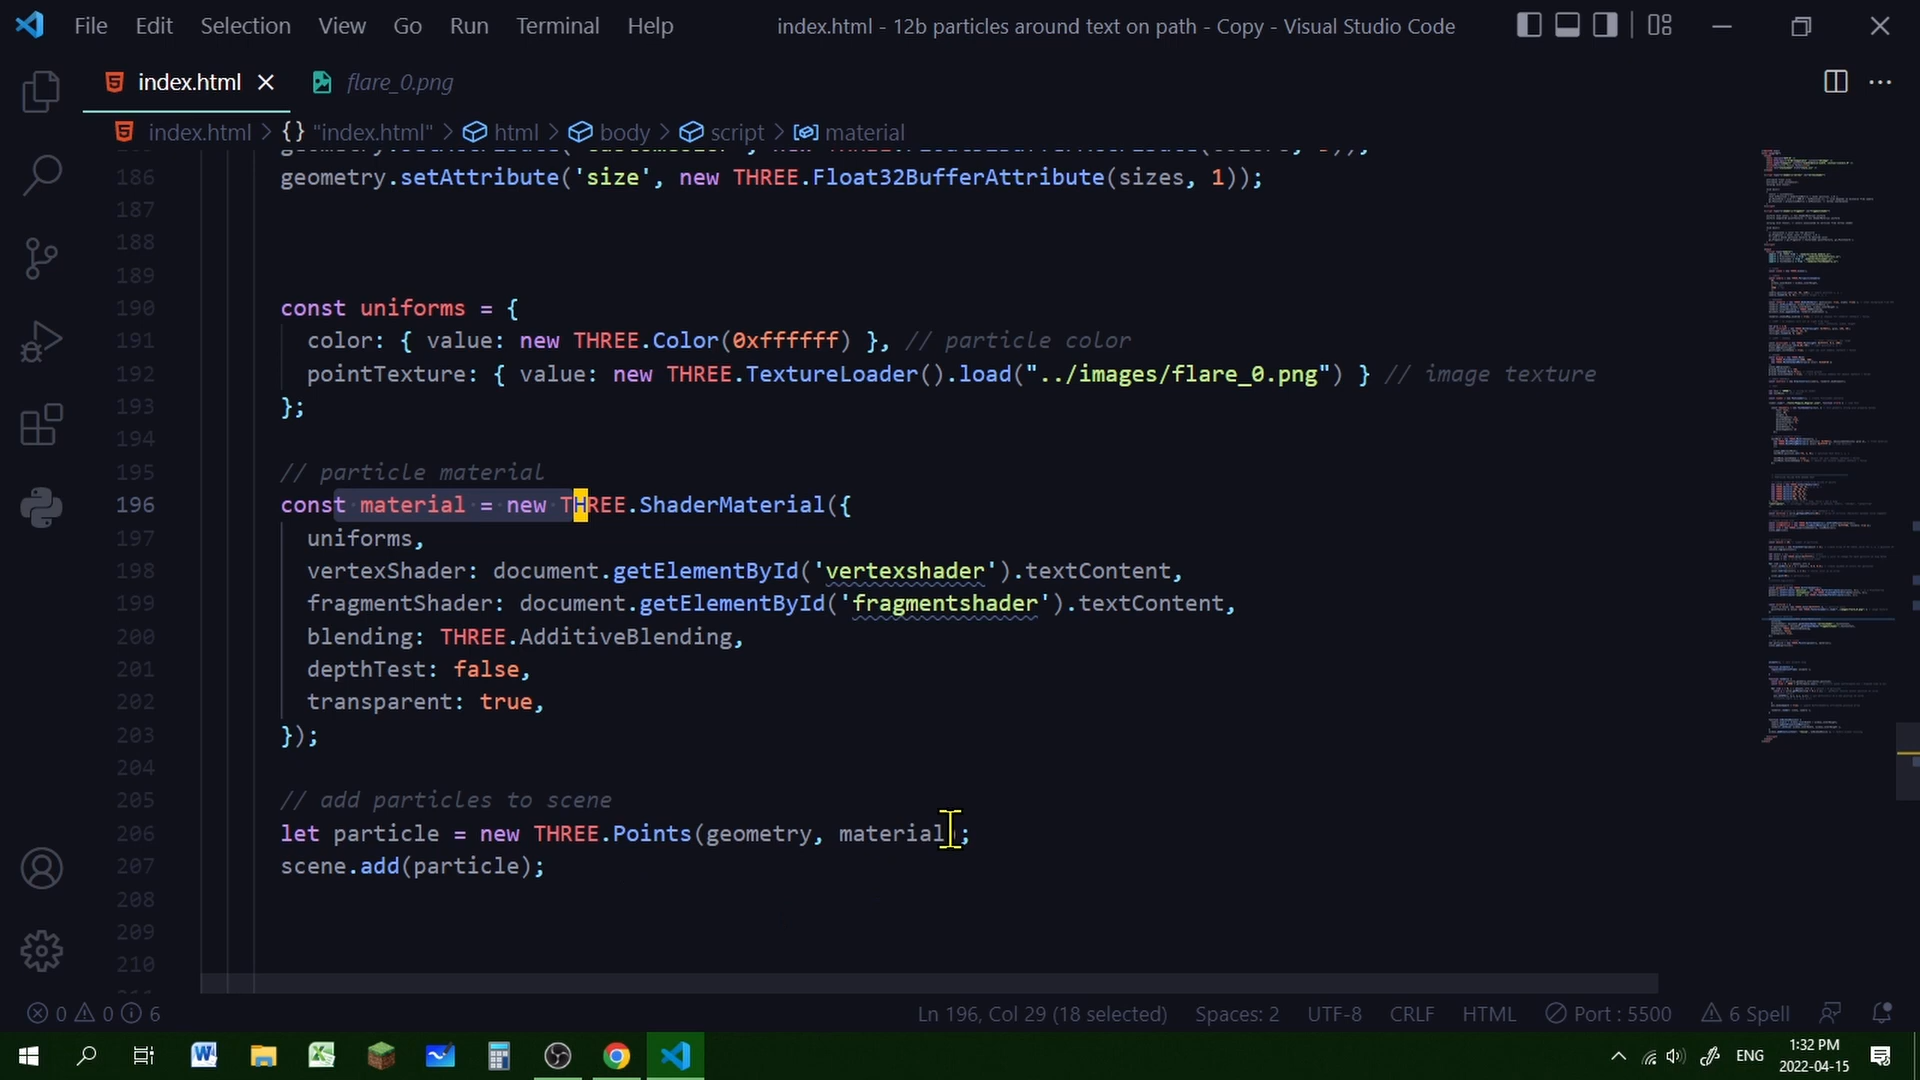 File Edit Selection View Go Run Terminal Help index.html - 12b particles around text on path - Copy - Visual Studio Code
index.html flare_0.png
index.html > {} "index.html" > html > body > script > material
186 geometry.setAttribute('size', new THREE.Float32BufferAttribute(sizes, 1));
187
188
189
190 const uniforms = {
191 color: { value: new THREE.Color(0xffffff) }, // particle color
192 pointTexture: { value: new THREE.TextureLoader().load("../images/flare_0.png") } // image texture
193 };
194
195 // particle material
196 const material = new THREE.ShaderMaterial({
197 uniforms,
198 vertexShader: document.getElementById('vertexshader').textContent,
199 fragmentShader: document.getElementById('fragmentshader').textContent,
200 blending: THREE.AdditiveBlending,
201 depthTest: false,
202 transparent: true,
203 });
204
205 // add particles to scene
206 let particle = new THREE.Points(geometry, material);
207 scene.add(particle);
208
209
210
0 0 6 Ln 196, Col 29 (18 selected) Spaces: 2 UTF-8 CRLF HTML Port : 5500 6 Spell
ENG 1:32 PM
2022-04-15